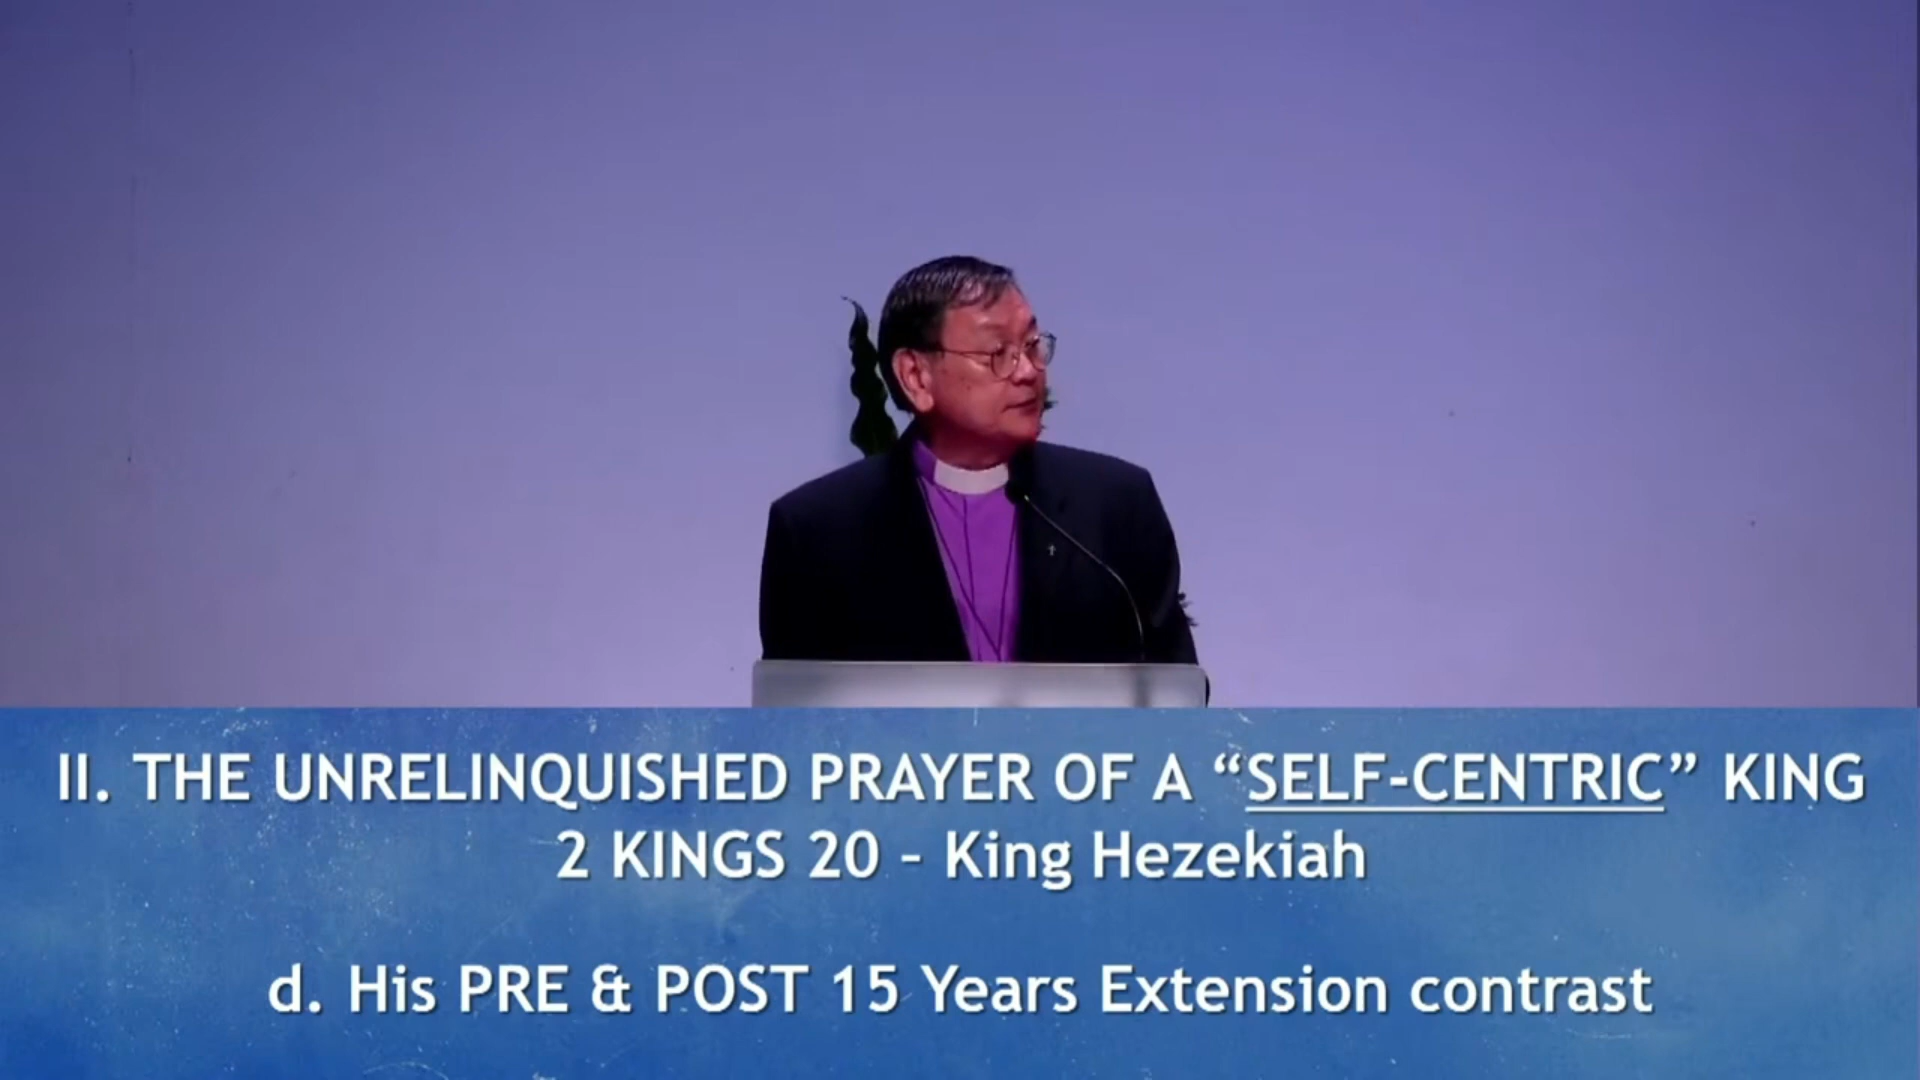 II. THE UNRELINQUISHED PRAYER OF A “SELF-CENTRIC” KING
2 KINGS 20 – King Hezekiah
d. His PRE & POST 15 Years Extension contrast